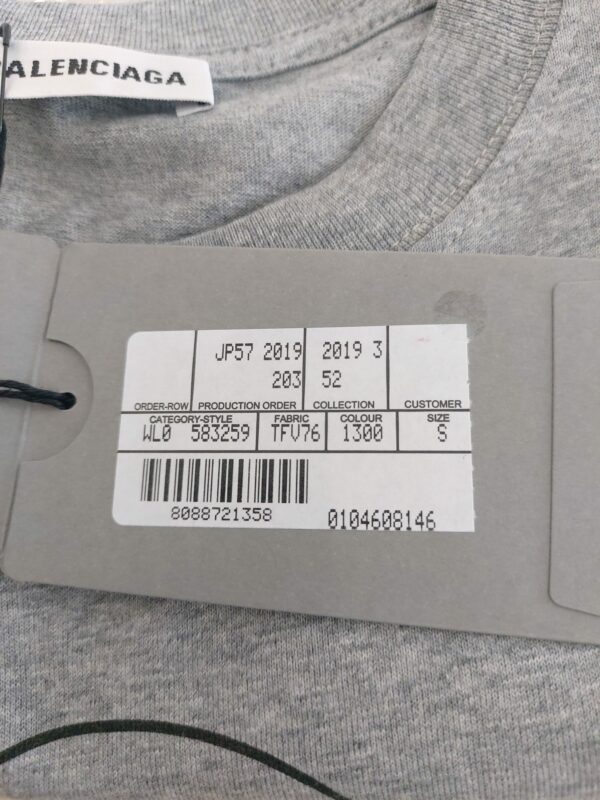 ALENCIAGA
JP57 2019 2019 3
203 52
ORDER-ROW PRODUCTION ORDER COLLECTION CUSTOMER
CATEGORY-STYLE FABRIC COLOUR SIZE
WL0 583259 TFV76 1300 S
8088721358 0104608146